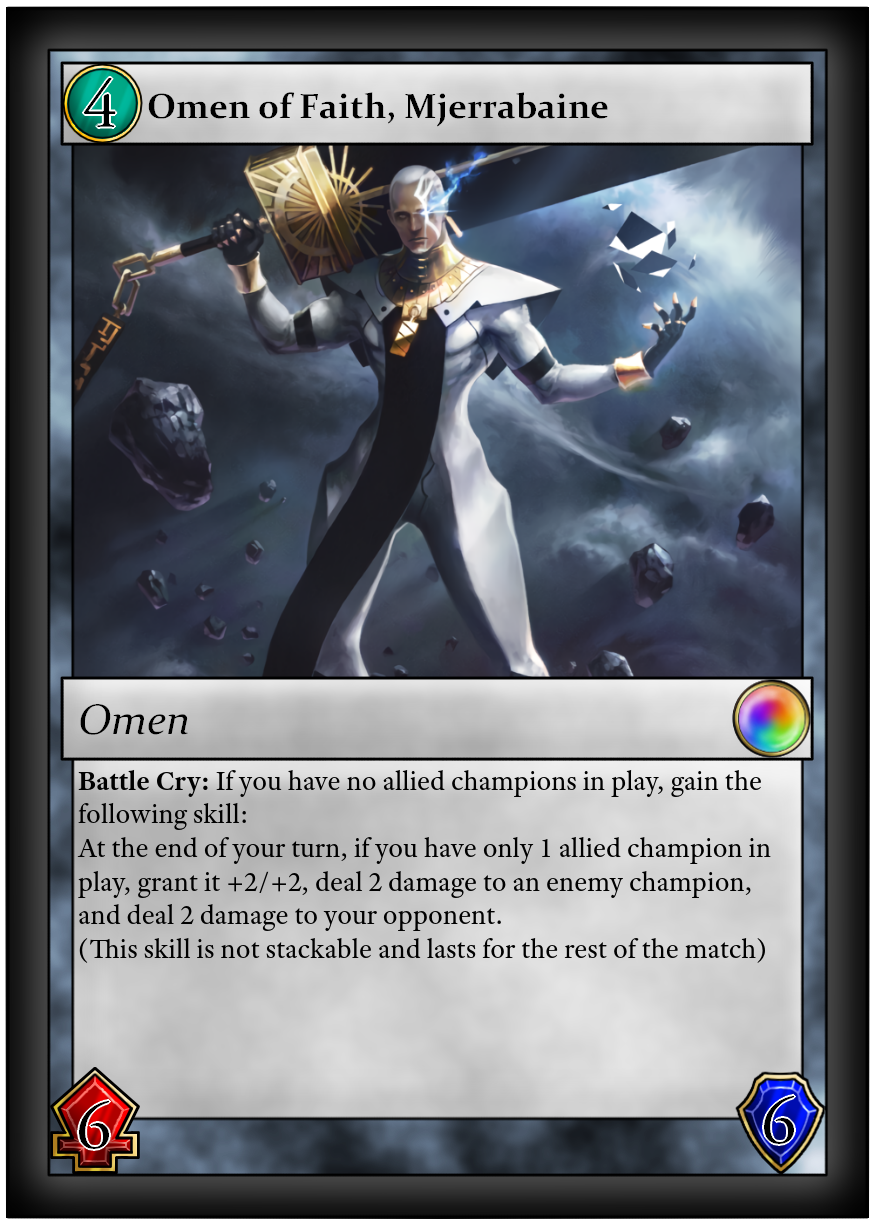 4 Omen of Faith, Mjerrabaine
Omen
Battle Cry: If you have no allied champions in play, gain the
following skill:
At the end of your turn, if you have only 1 allied champion in
play, grant it +2/+2, deal 2 damage to an enemy champion,
and deal 2 damage to your opponent.
(This skill is not stackable and lasts for the rest of the match)
6 6